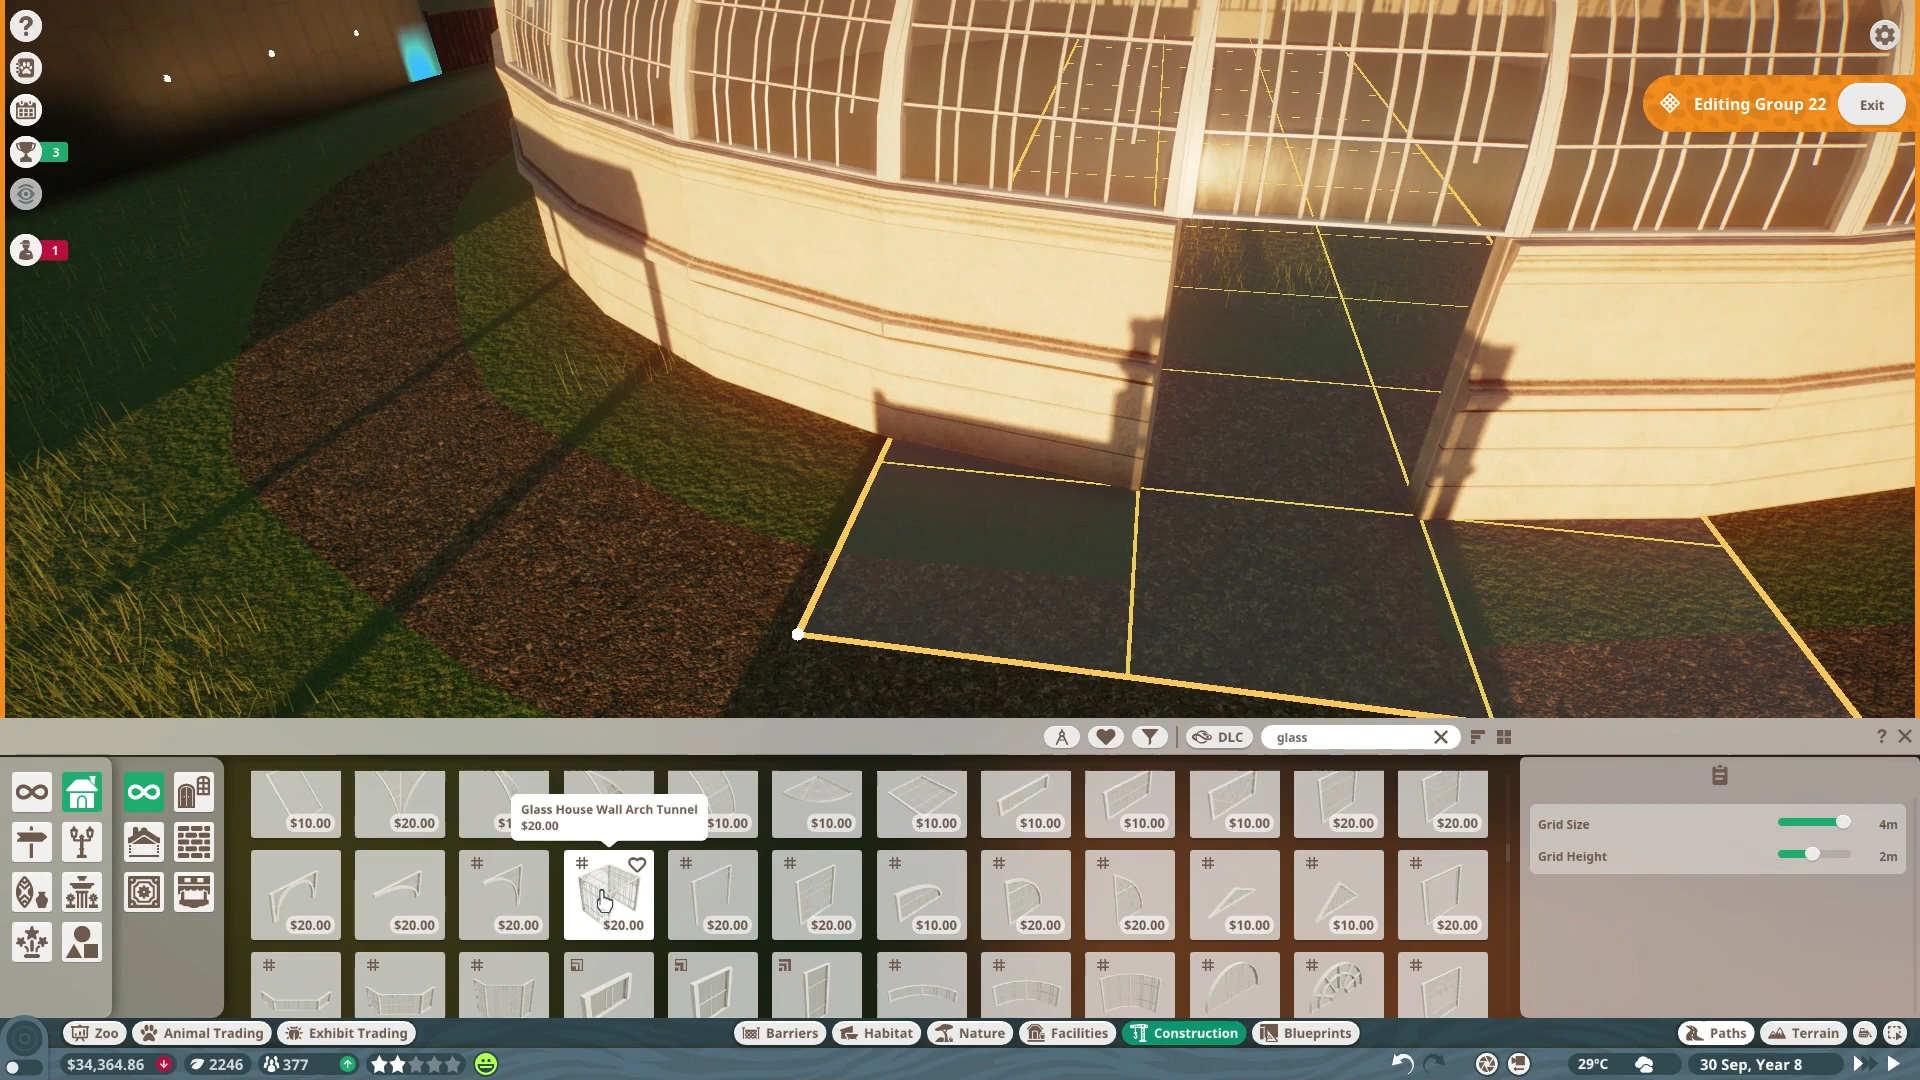 ?
3
1
Editing Group 22
Exit
DLC
glass
?
$10.00
$20.00
$10.00
$10.00
$10.00
$10.00
$10.00
$10.00
$20.00
$20.00
Glass House Wall Arch Tunnel
$20.00
$20.00
$20.00
$20.00
$20.00
$20.00
$20.00
$10.00
$20.00
$20.00
$10.00
$10.00
$20.00
Grid Size
4m
Grid Height
2m
Zoo
Animal Trading
Exhibit Trading
Barriers
Habitat
Nature
Facilities
Construction
Blueprints
Paths
Terrain
$34,364.86
2246
377
29°C
30 Sep, Year 8